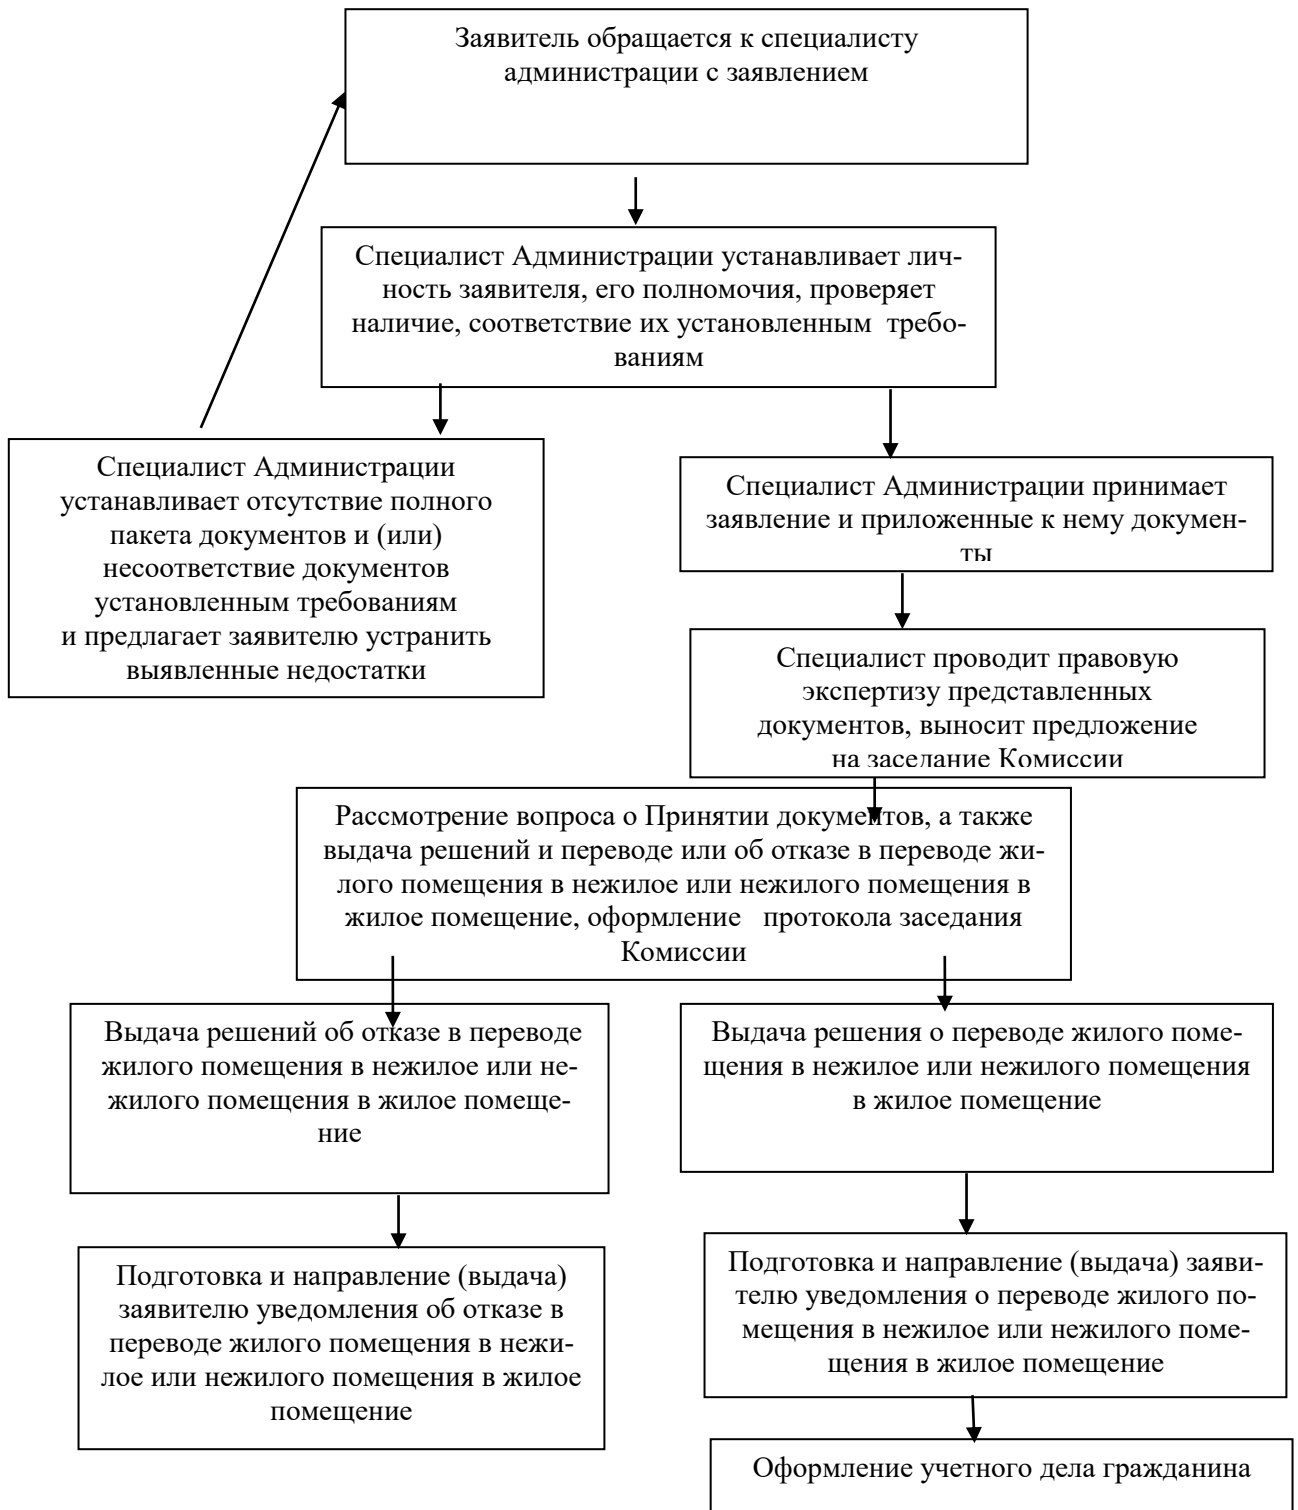 Заявитель обращается к специалисту
администрации с заявлением
Специалист Администрации устанавливает лич-
ность заявителя, его полномочия, проверяет
наличие, соответствие их установленным требо-
ваниям
Специалист Администрации
устанавливает отсутствие полного
пакета документов и (или)
несоответствие документов
установленным требованиям
и предлагает заявителю устранить
выявленные недостатки
Специалист Администрации принимает
заявление и приложенные к нему докумен-
ты
Специалист проводит правовую
экспертизу представленных
документов, выносит предложение
на заседание Комиссии
Рассмотрение вопроса о Принятии документов, а также
выдача решений и переводе или об отказе в переводе жи-
лого помещения в нежилое или нежилого помещения в
жилое помещение, оформление протокола заседания
Комиссии
Выдача решений об отказе в переводе
жилого помещения в нежилое или не-
жилого помещения в жилое помеще-
ние
Выдача решения о переводе жилого поме-
щения в нежилое или нежилого помещения
в жилое помещение
Подготовка и направление (выдача)
заявителю уведомления об отказе в
переводе жилого помещения в нежи-
лое или нежилого помещения в жилое
помещение
Подготовка и направление (выдача) заяви-
телю уведомления о переводе жилого по-
мещения в нежилое или нежилого поме-
щения в жилое помещение
Оформление учетного дела гражданина